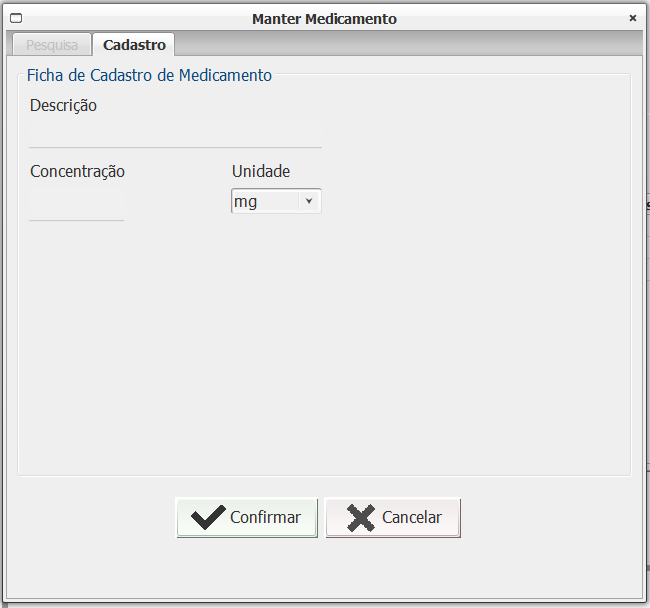 Manter Medicamento
Pesquisa Cadastro
Ficha de Cadastro de Medicamento
Descrição
Concentração Unidade
mg
Confirmar Cancelar